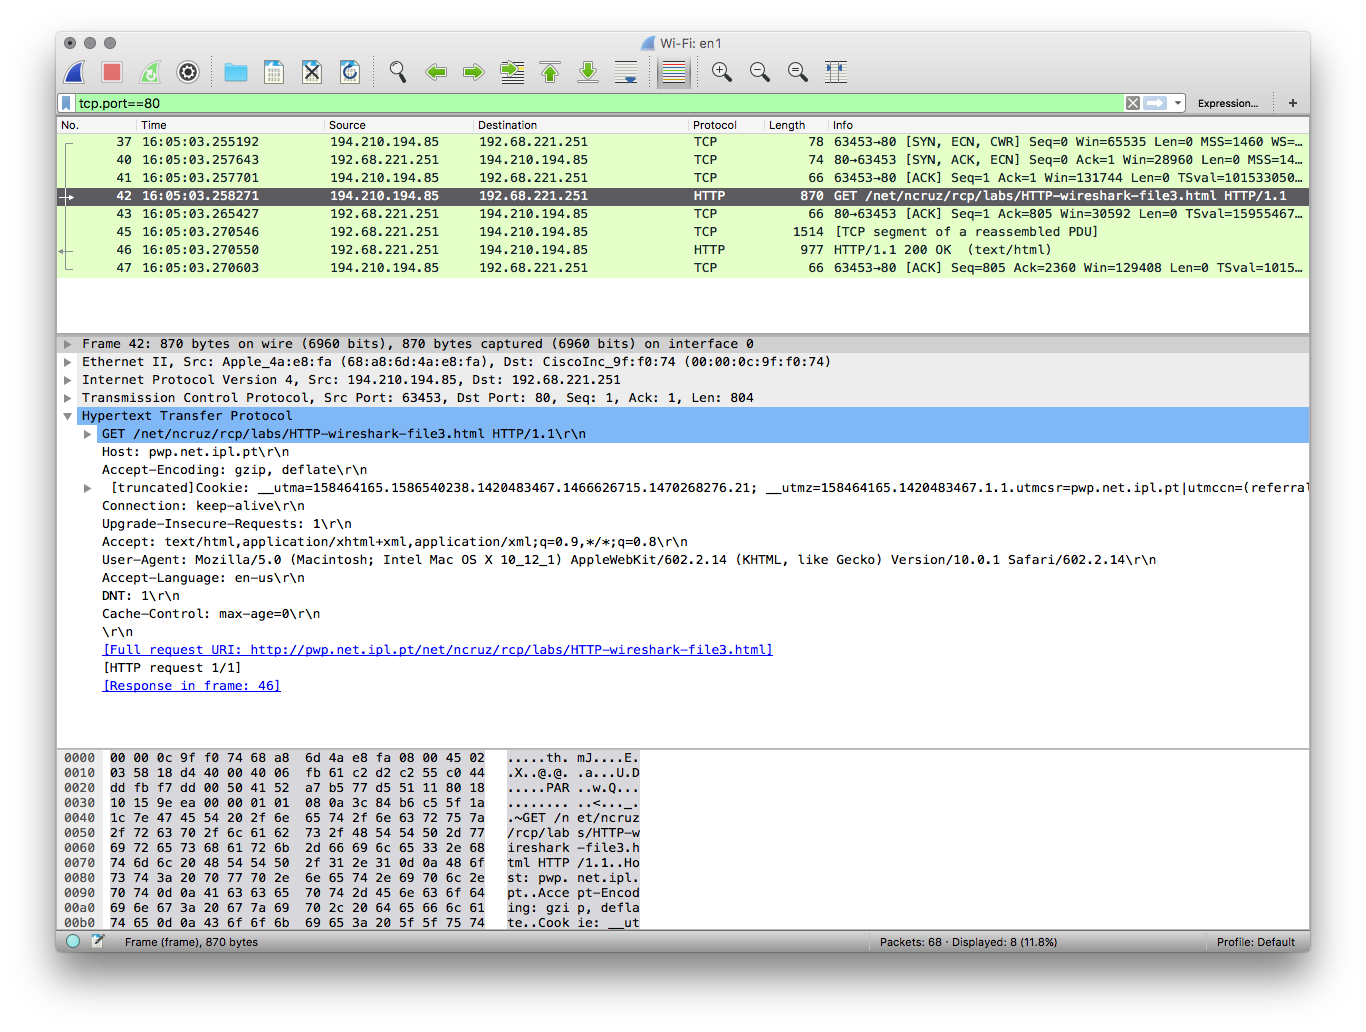 Wi-Fi: en1
tcp.port==80 Expression... +
No. Time Source Destination Protocol Length Info
37 16:05:03.255192 194.210.194.85 192.68.221.251 TCP 78 63453→80 [SYN, ECN, CWR] Seq=0 Win=65535 Len=0 MSS=1460 WS=…
40 16:05:03.257643 192.68.221.251 194.210.194.85 TCP 74 80→63453 [SYN, ACK, ECN] Seq=0 Ack=1 Win=28960 Len=0 MSS=14…
41 16:05:03.257701 194.210.194.85 192.68.221.251 TCP 66 63453→80 [ACK] Seq=1 Ack=1 Win=131744 Len=0 TSval=101533050…
42 16:05:03.258271 194.210.194.85 192.68.221.251 HTTP 870 GET /net/ncruz/rcp/labs/HTTP-wireshark-file3.html HTTP/1.1
43 16:05:03.265427 192.68.221.251 194.210.194.85 TCP 66 80→63453 [ACK] Seq=1 Ack=805 Win=30592 Len=0 TSval=15955467…
45 16:05:03.270546 192.68.221.251 194.210.194.85 TCP 1514 [TCP segment of a reassembled PDU]
46 16:05:03.270550 192.68.221.251 194.210.194.85 HTTP 977 HTTP/1.1 200 OK (text/html)
47 16:05:03.270603 194.210.194.85 192.68.221.251 TCP 66 63453→80 [ACK] Seq=805 Ack=2360 Win=129408 Len=0 TSval=1015…
Frame 42: 870 bytes on wire (6960 bits), 870 bytes captured (6960 bits) on interface 0
Ethernet II, Src: Apple_4a:e8:fa (68:a8:6d:4a:e8:fa), Dst: CiscoInc_9f:f0:74 (00:00:0c:9f:f0:74)
Internet Protocol Version 4, Src: 194.210.194.85, Dst: 192.68.221.251
Transmission Control Protocol, Src Port: 63453, Dst Port: 80, Seq: 1, Ack: 1, Len: 804
Hypertext Transfer Protocol
GET /net/ncruz/rcp/labs/HTTP-wireshark-file3.html HTTP/1.1\r\n
Host: pwp.net.ipl.pt\r\n
Accept-Encoding: gzip, deflate\r\n
[truncated]Cookie: __utma=158464165.1586540238.1420483467.1466626715.1470268276.21; __utmz=158464165.1420483467.1.1.utmcsr=pwp.net.ipl.pt|utmccn=(referral
Connection: keep-alive\r\n
Upgrade-Insecure-Requests: 1\r\n
Accept: text/html,application/xhtml+xml,application/xml;q=0.9,*/*;q=0.8\r\n
User-Agent: Mozilla/5.0 (Macintosh; Intel Mac OS X 10_12_1) AppleWebKit/602.2.14 (KHTML, like Gecko) Version/10.0.1 Safari/602.2.14\r\n
Accept-Language: en-us\r\n
DNT: 1\r\n
Cache-Control: max-age=0\r\n
\r\n
[Full request URI: http://pwp.net.ipl.pt/net/ncruz/rcp/labs/HTTP-wireshark-file3.html]
[HTTP request 1/1]
[Response in frame: 46]
0000 00 00 0c 9f f0 74 68 a8 6d 4a e8 fa 08 00 45 02 .....th. mJ....E.
0010 03 58 18 d4 40 00 40 06 fb 61 c2 d2 c2 55 c0 44 .X..@.@. .a...U.D
0020 dd fb f7 dd 00 50 41 52 a7 b5 77 d5 51 11 80 18 .....PAR ..w.Q...
0030 10 15 9e ea 00 00 01 01 08 0a 3c 84 b6 c5 5f 1a ........ ..<..._.
0040 1c 7e 47 45 54 20 2f 6e 65 74 2f 6e 63 72 75 7a .~GET /n et/ncruz
0050 2f 72 63 70 2f 6c 61 62 73 2f 48 54 54 50 2d 77 /rcp/lab s/HTTP-w
0060 69 72 65 73 68 61 72 6b 2d 66 69 6c 65 33 2e 68 ireshark -file3.h
0070 74 6d 6c 20 48 54 54 50 2f 31 2e 31 0d 0a 48 6f tml HTTP /1.1..Ho
0080 73 74 3a 20 70 77 70 2e 6e 65 74 2e 69 70 6c 2e st: pwp. net.ipl.
0090 70 74 0d 0a 41 63 63 65 70 74 2d 45 6e 63 6f 64 pt..Acce pt-Encod
00a0 69 6e 67 3a 20 67 7a 69 70 2c 20 64 65 66 6c 61 ing: gzi p, defla
00b0 74 65 0d 0a 43 6f 6f 6b 69 65 3a 20 5f 5f 75 74 te..Cook ie: __ut
Frame (frame), 870 bytes Packets: 68 · Displayed: 8 (11.8%) Profile: Default